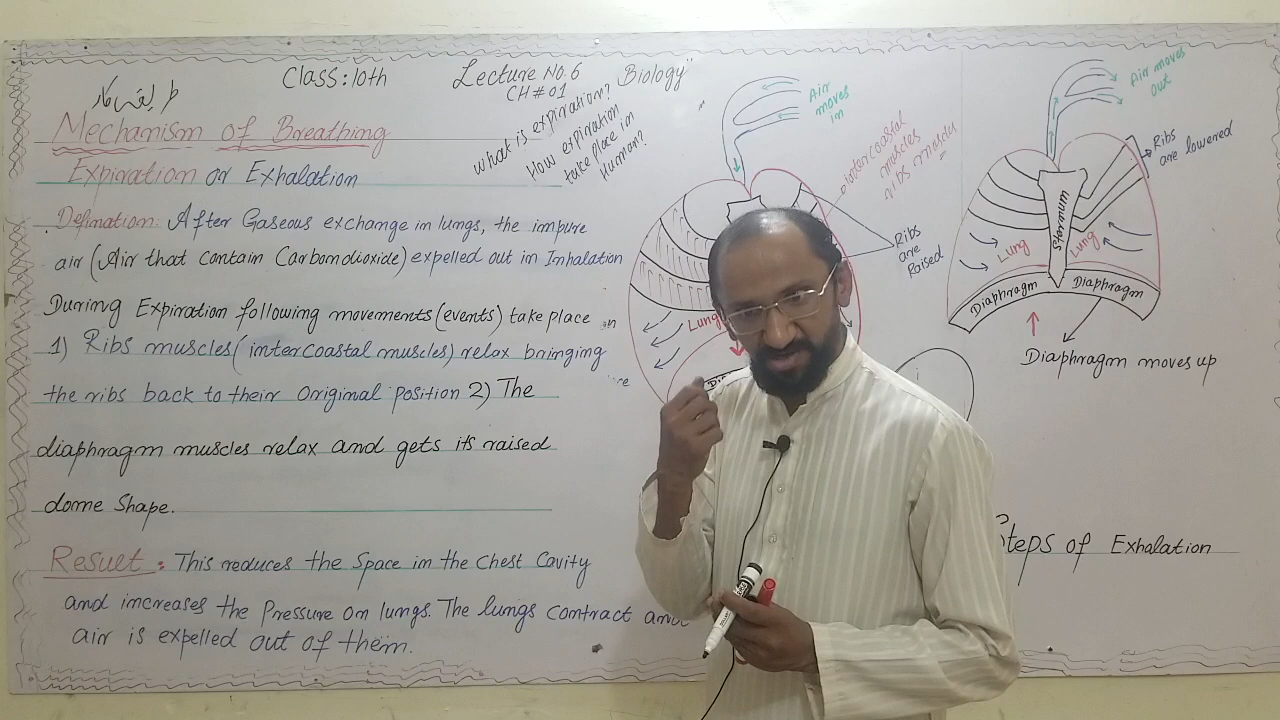 طریقہ کار
Class: 10th
Lecture No. 6
CH # 01
Biology"
Mechanism of Breathing
What is expiration?
How expiration
take place in
Human?
Expiration or Exhalation
Defination: After Gaseous exchange in lungs, the impure
air (Air that contain Carbondioxide) expelled out in Inhalation
During Expiration following movements (events) take place
1) Ribs muscles (intercoastal muscles) relax bringing
the ribs back to their Original position 2) The
diaphragm muscles relax and gets its raised
dome Shape.
Result: This reduces the Space in the Chest Cavity
and increases the Pressure on lungs. The lungs contract and
air is expelled out of them.
Air
moves
in
intercoastal
muscles
ribs muscles
Ribs
are
Raised
Lung
Air moves
out
Ribs
are lowered
Lung
Lung
Diaphragm
Diaphragm
Diaphragm moves up
Steps of Exhalation